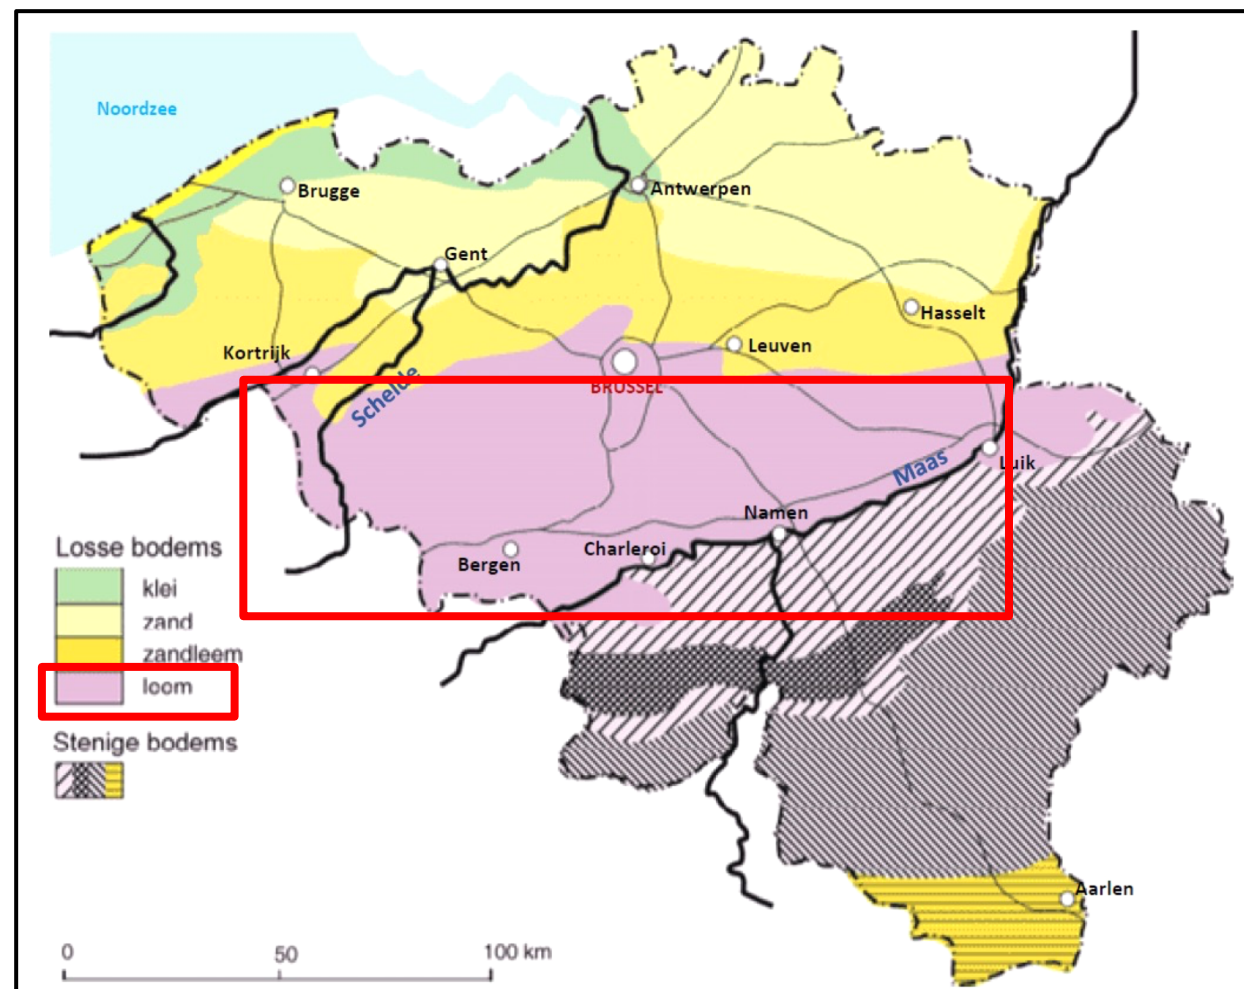 Noordzee
Brugge
Antwerpen
Gent
Hasselt
Kortrijk
Leuven
BRUSSEL
Schelde
Maas
Luik
Namen
Charleroi
Bergen
Losse bodems
klei
zand
zandleem
loom
Stenige bodems
Aarlen
0 50 100 km